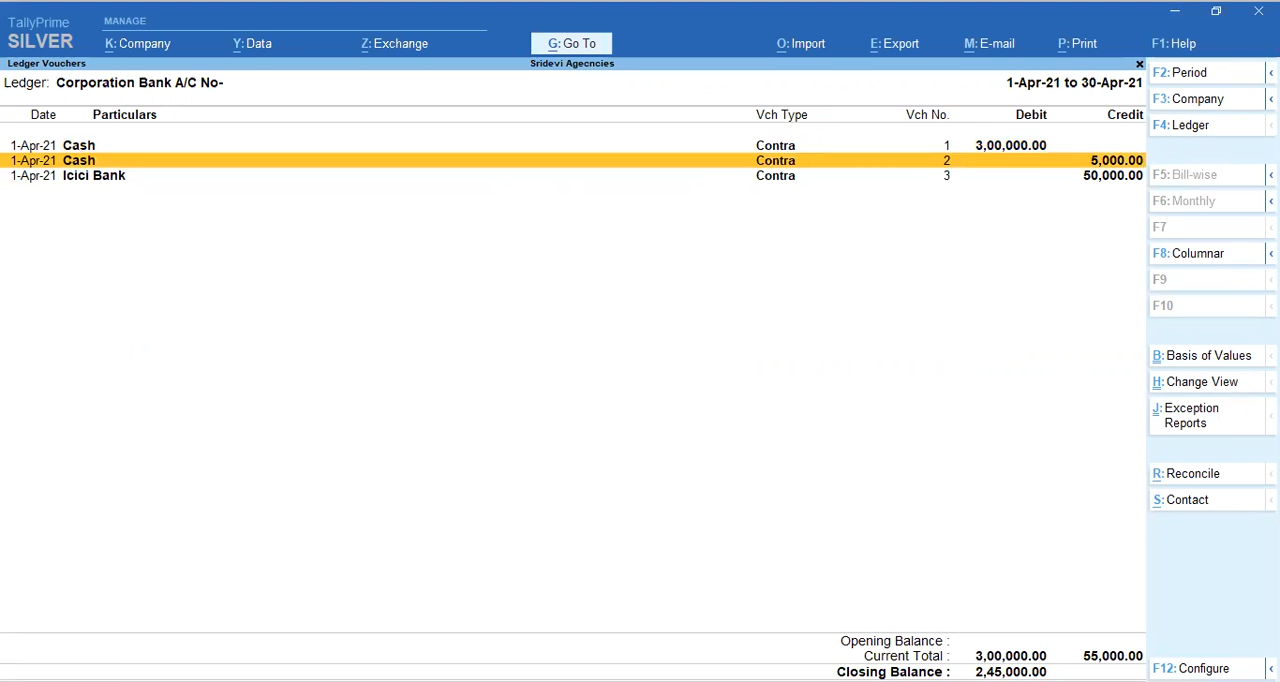 TallyPrime MANAGE
SILVER K: Company Y: Data Z: Exchange G: Go To O: Import E: Export M: E-mail P: Print F1: Help
Ledger Vouchers Sridevi Agecncies x
Ledger: Corporation Bank A/C No- 1-Apr-21 to 30-Apr-21
Date Particulars Vch Type Vch No. Debit Credit
1-Apr-21 Cash Contra 1 3,00,000.00
1-Apr-21 Cash Contra 2 5,000.00
1-Apr-21 Icici Bank Contra 3 50,000.00
Opening Balance :
Current Total : 3,00,000.00 55,000.00
Closing Balance : 2,45,000.00
F2: Period
F3: Company
F4: Ledger
F5: Bill-wise
F6: Monthly
F7
F8: Columnar
F9
F10
B: Basis of Values
H: Change View
J: Exception
Reports
R: Reconcile
S: Contact
F12: Configure